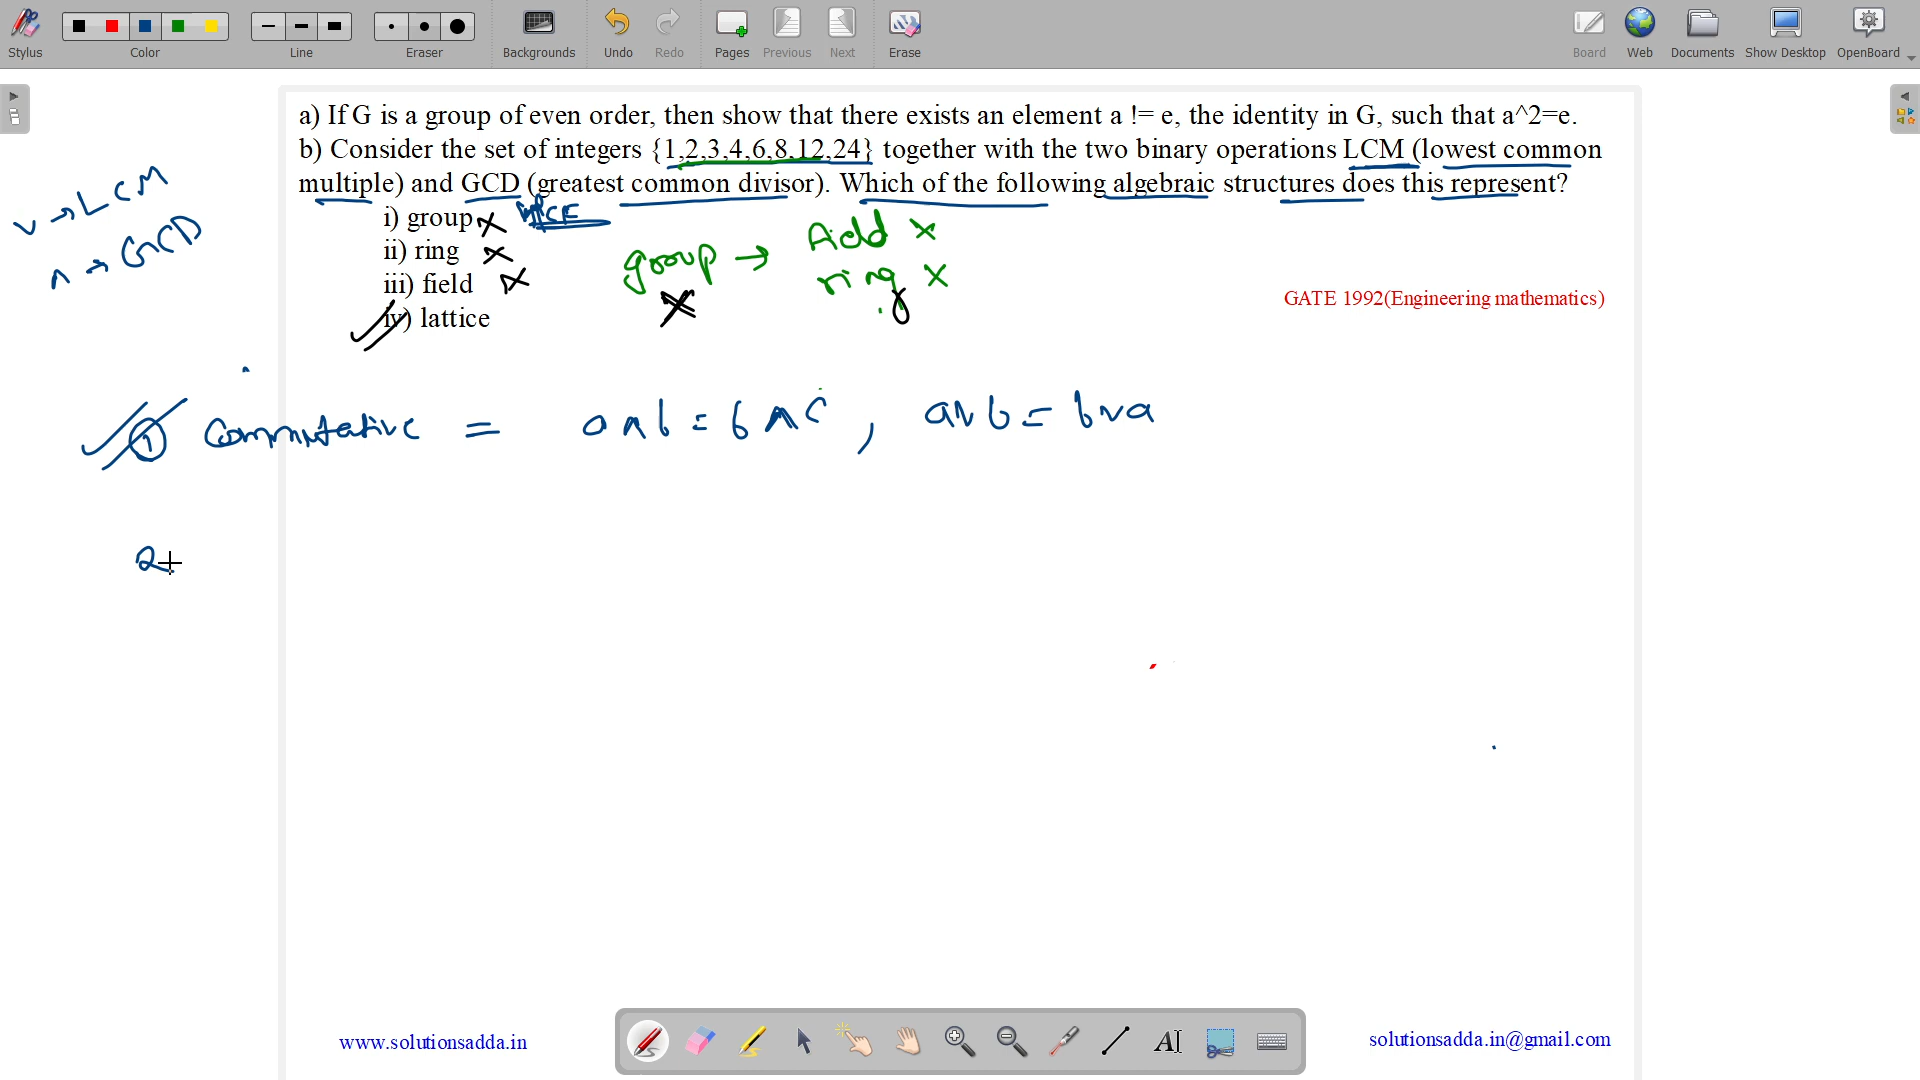 Stylus Color Line Eraser Backgrounds Undo Redo Pages Previous Next Erase Board Web Documents Show Desktop OpenBoard
a) If G is a group of even order, then show that there exists an element a != e, the identity in G, such that a^2=e.
b) Consider the set of integers {1,2,3,4,6,8,12,24} together with the two binary operations LCM (lowest common
multiple) and GCD (greatest common divisor). Which of the following algebraic structures does this represent?
i) group ×
ii) ring ×
iii) field ×
iv) lattice
∨ → LCM
∧ → GCD
group → field ×
ring ×
GATE 1992(Engineering mathematics)
① Commutative = a ∧ b = b ∧ c , a ∨ b = b ∨ a
2
www.solutionsadda.in
solutionsadda.in@gmail.com